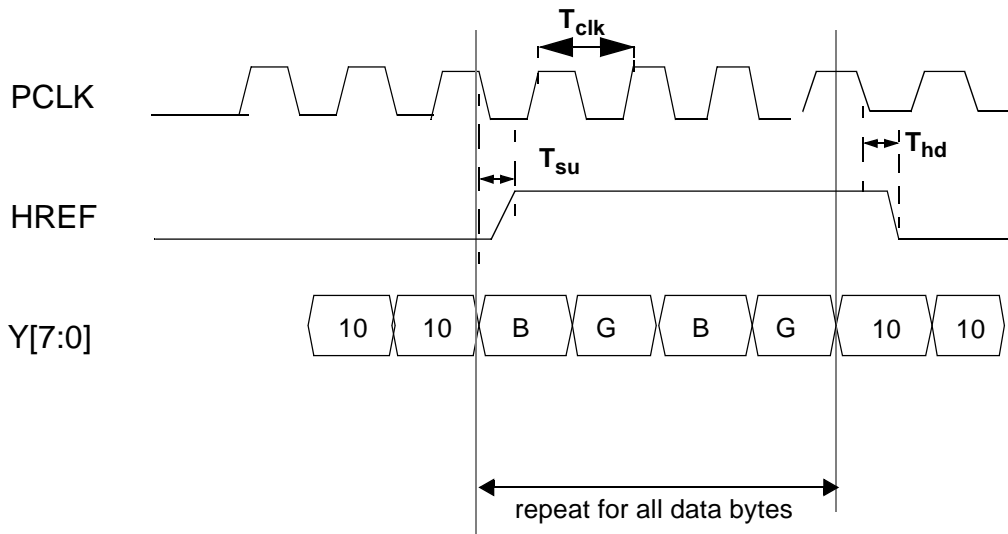 T_clk
PCLK
T_su
T_hd
HREF
Y[7:0]
10 10 B G B G 10 10
repeat for all data bytes